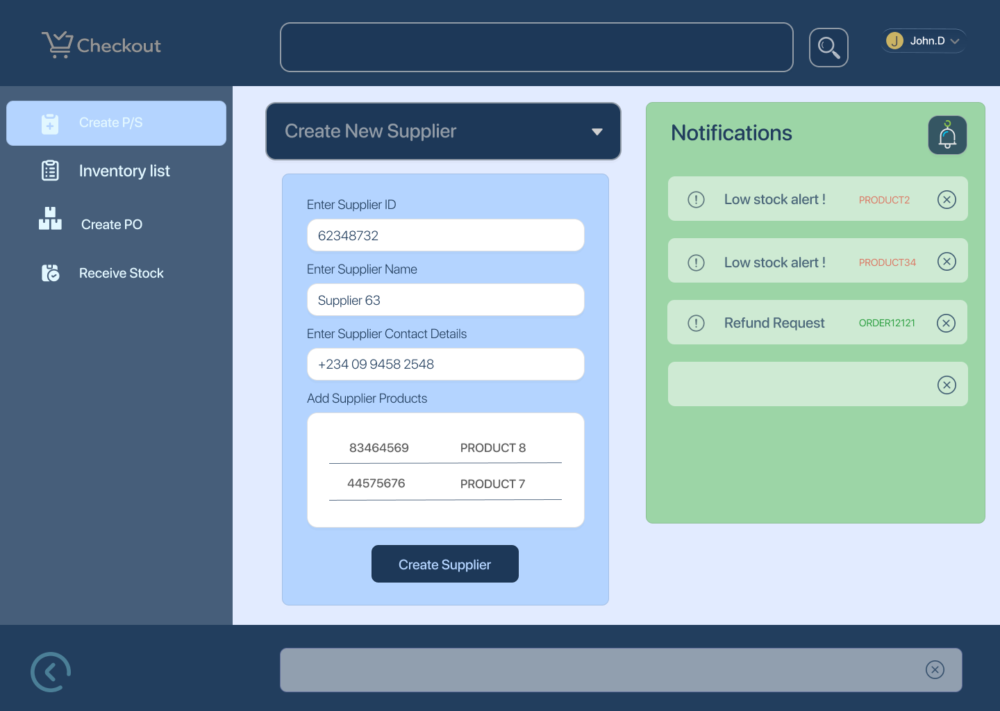 Checkout
J John.D
Create P/S
Inventory list
Create PO
Receive Stock
Create New Supplier
Enter Supplier ID
62348732
Enter Supplier Name
Supplier 63
Enter Supplier Contact Details
+234 09 9458 2548
Add Supplier Products
83464569 PRODUCT 8
44575676 PRODUCT 7
Create Supplier
Notifications
Low stock alert ! PRODUCT2
Low stock alert ! PRODUCT34
Refund Request ORDER12121